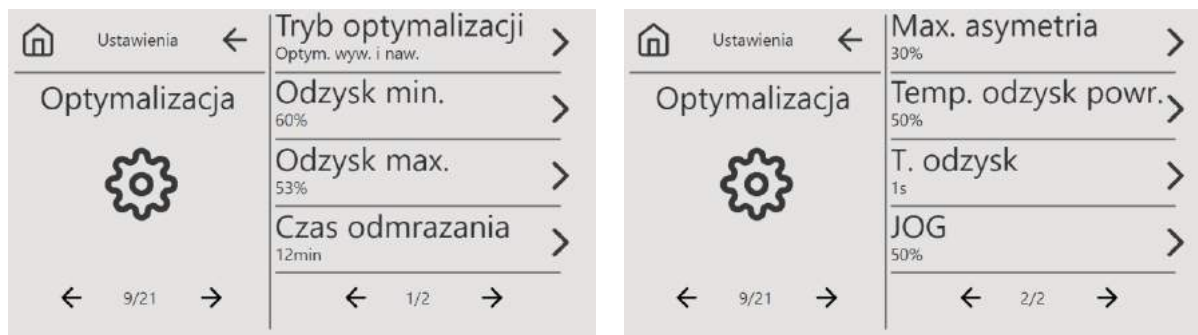 Ustawienia
Optymalizacja
9/21
Tryb optymalizacji
Optym. wyw. i naw.
Odzysk min.
60%
Odzysk max.
53%
Czas odmrazania
12min
1/2
Ustawienia
Optymalizacja
9/21
Max. asymetria
30%
Temp. odzysk powr.
50%
T. odzysk
1s
JOG
50%
2/2